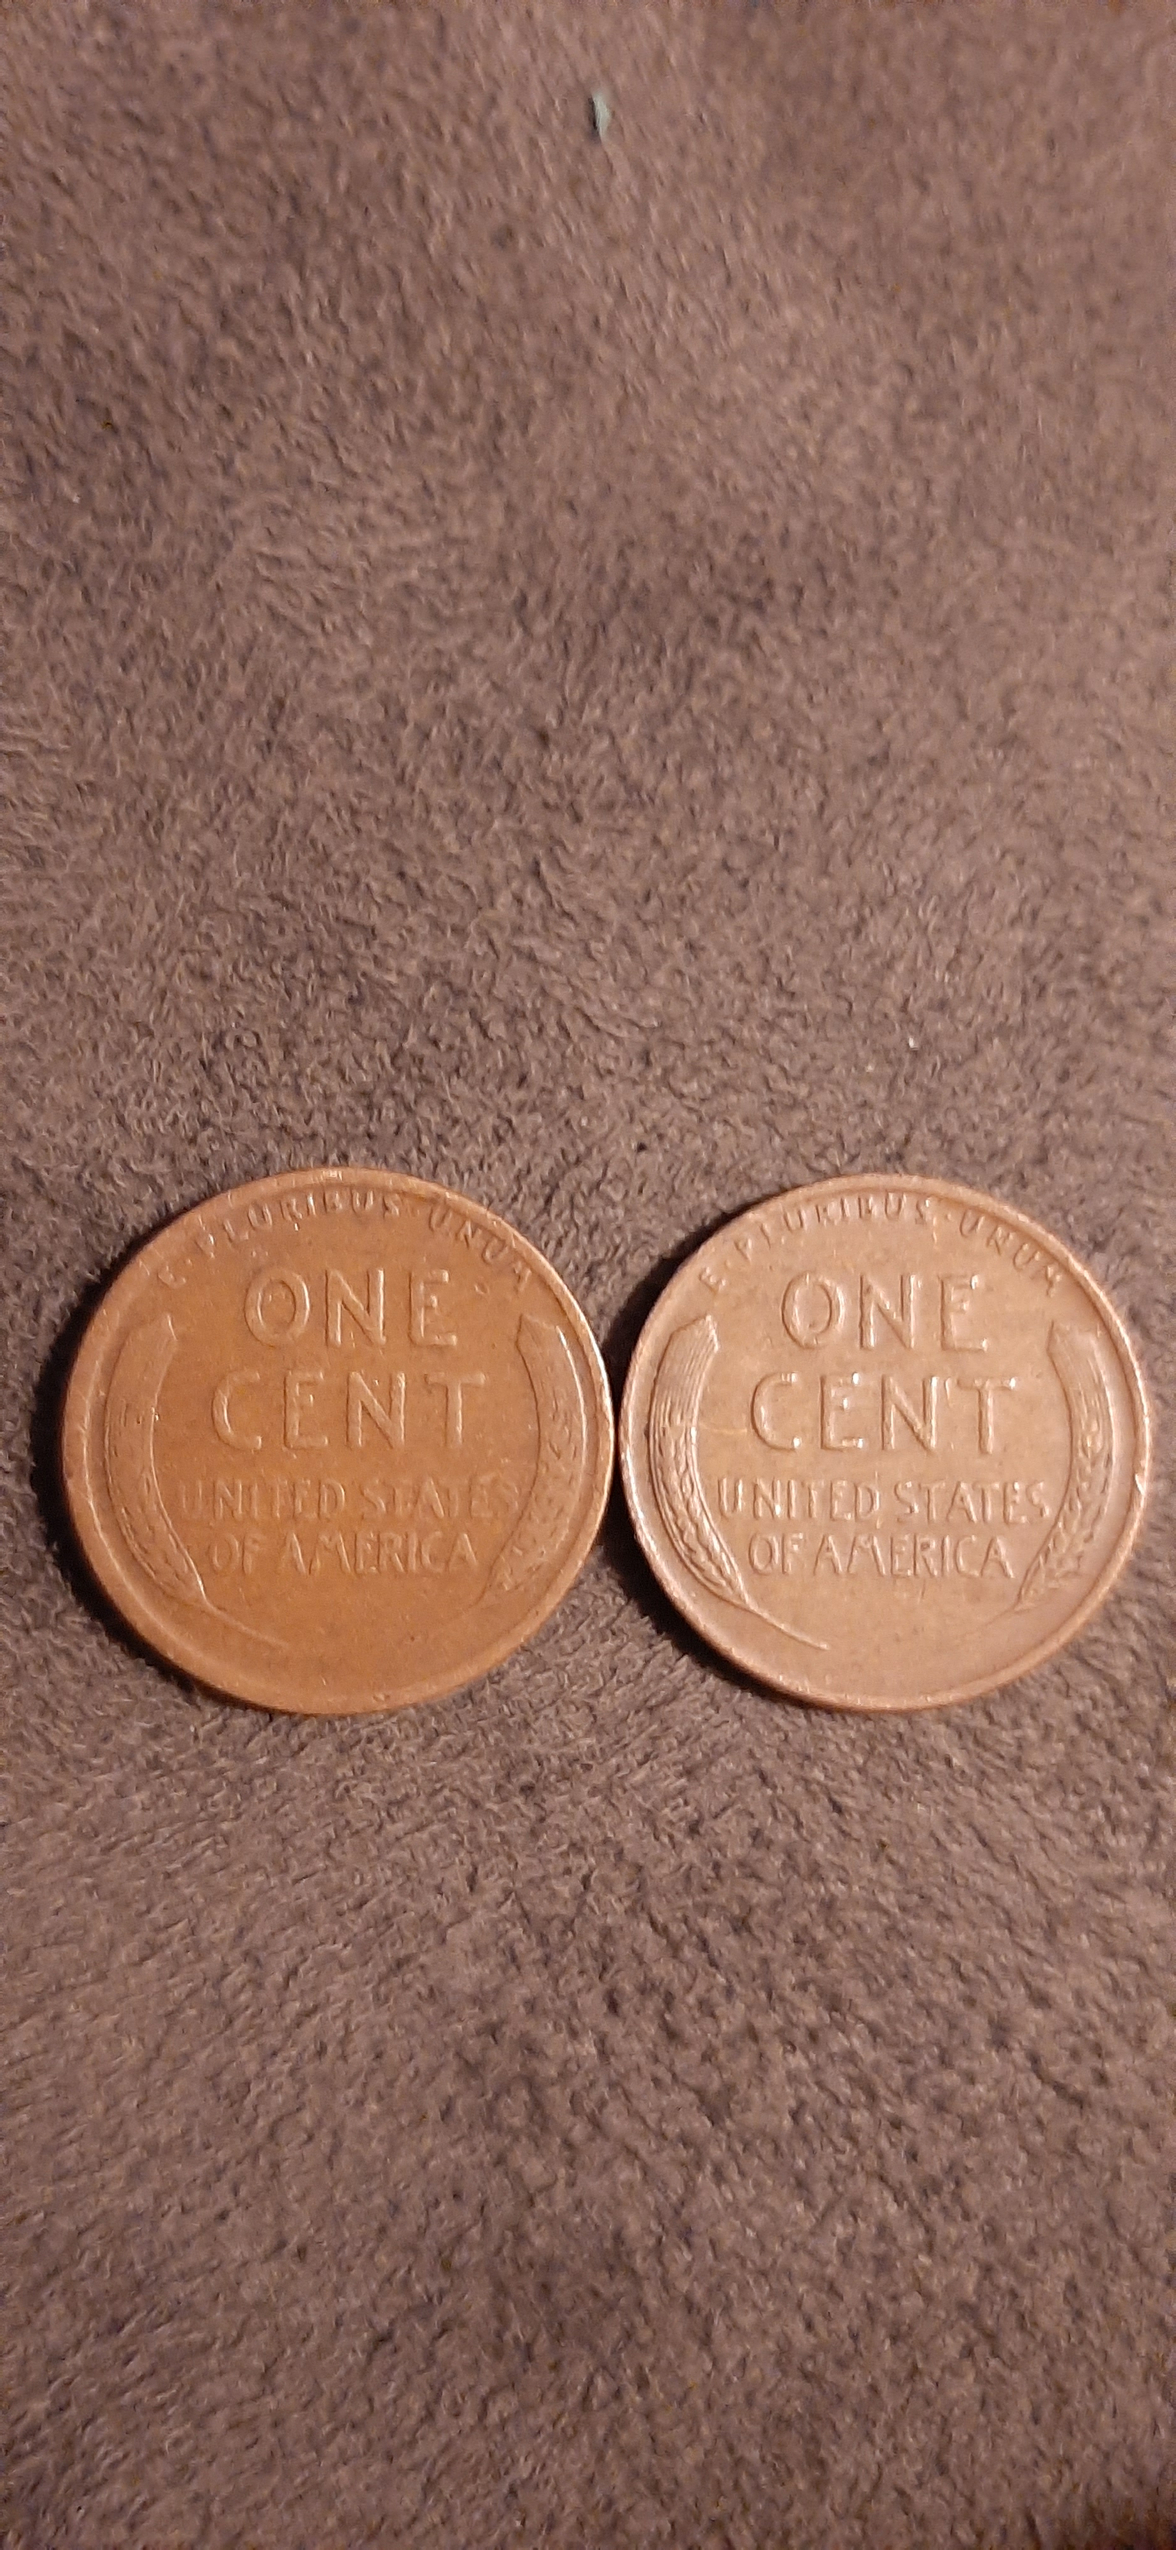 E·PLURIBUS·UNUM
ONE
CENT
UNITED STATES
OF AMERICA
E·PLURIBUS·UNUM
ONE
CENT
UNITED STATES
OF AMERICA